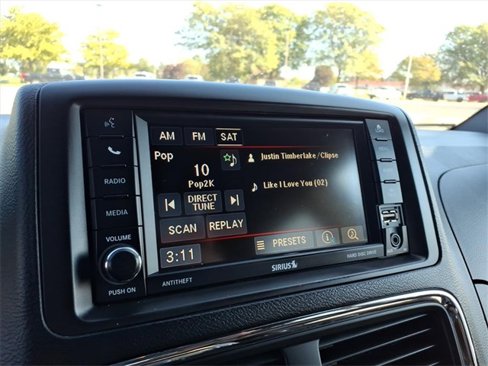 AM FM SAT
Pop
10
Pop2K
Justin Timberlake/Clipse
Like I Love You (02)
DIRECT
TUNE
SCAN REPLAY
3:11
PRESETS
RADIO
MEDIA
VOLUME
PUSH ON
ANTITHEFT
SIRIUS
HARD DISC DRIVE